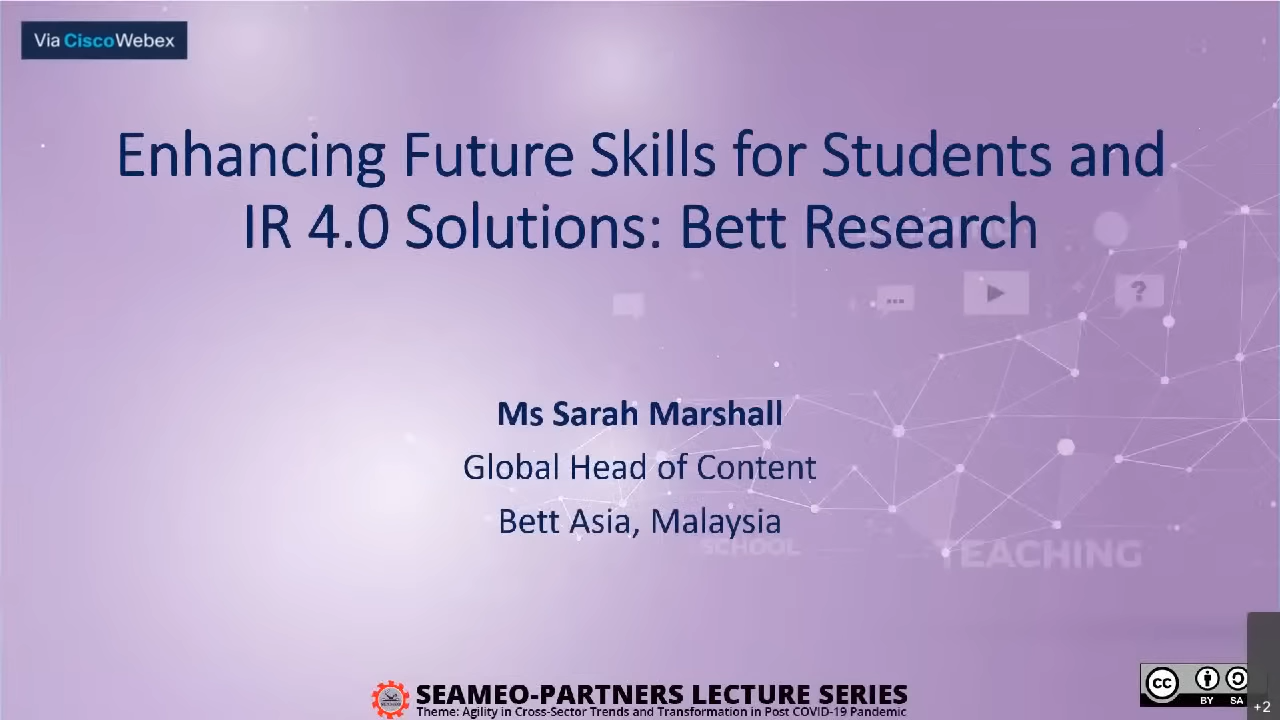 Via CiscoWebex
Enhancing Future Skills for Students and
IR 4.0 Solutions: Bett Research
...
?
Ms Sarah Marshall
Global Head of Content
Bett Asia, Malaysia
SCHOOL
TEACHING
SEAMEO-PARTNERS LECTURE SERIES
Theme: Agility in Cross-Sector Trends and Transformation in Post COVID-19 Pandemic
cc
BY SA
+2